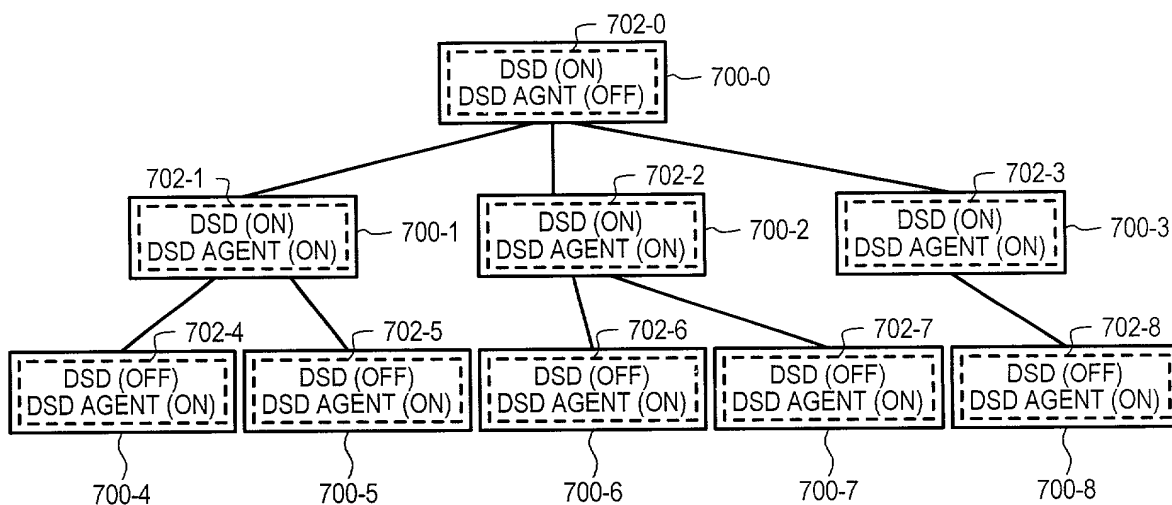 702-0
DSD (ON)
DSD AGNT (OFF)
700-0
702-1
DSD (ON)
DSD AGENT (ON)
700-1
702-2
DSD (ON)
DSD AGENT (ON)
700-2
702-3
DSD (ON)
DSD AGENT (ON)
700-3
702-4
DSD (OFF)
DSD AGENT (ON)
700-4
702-5
DSD (OFF)
DSD AGENT (ON)
700-5
702-6
DSD (OFF)
DSD AGENT (ON)
700-6
702-7
DSD (OFF)
DSD AGENT (ON)
700-7
702-8
DSD (OFF)
DSD AGENT (ON)
700-8